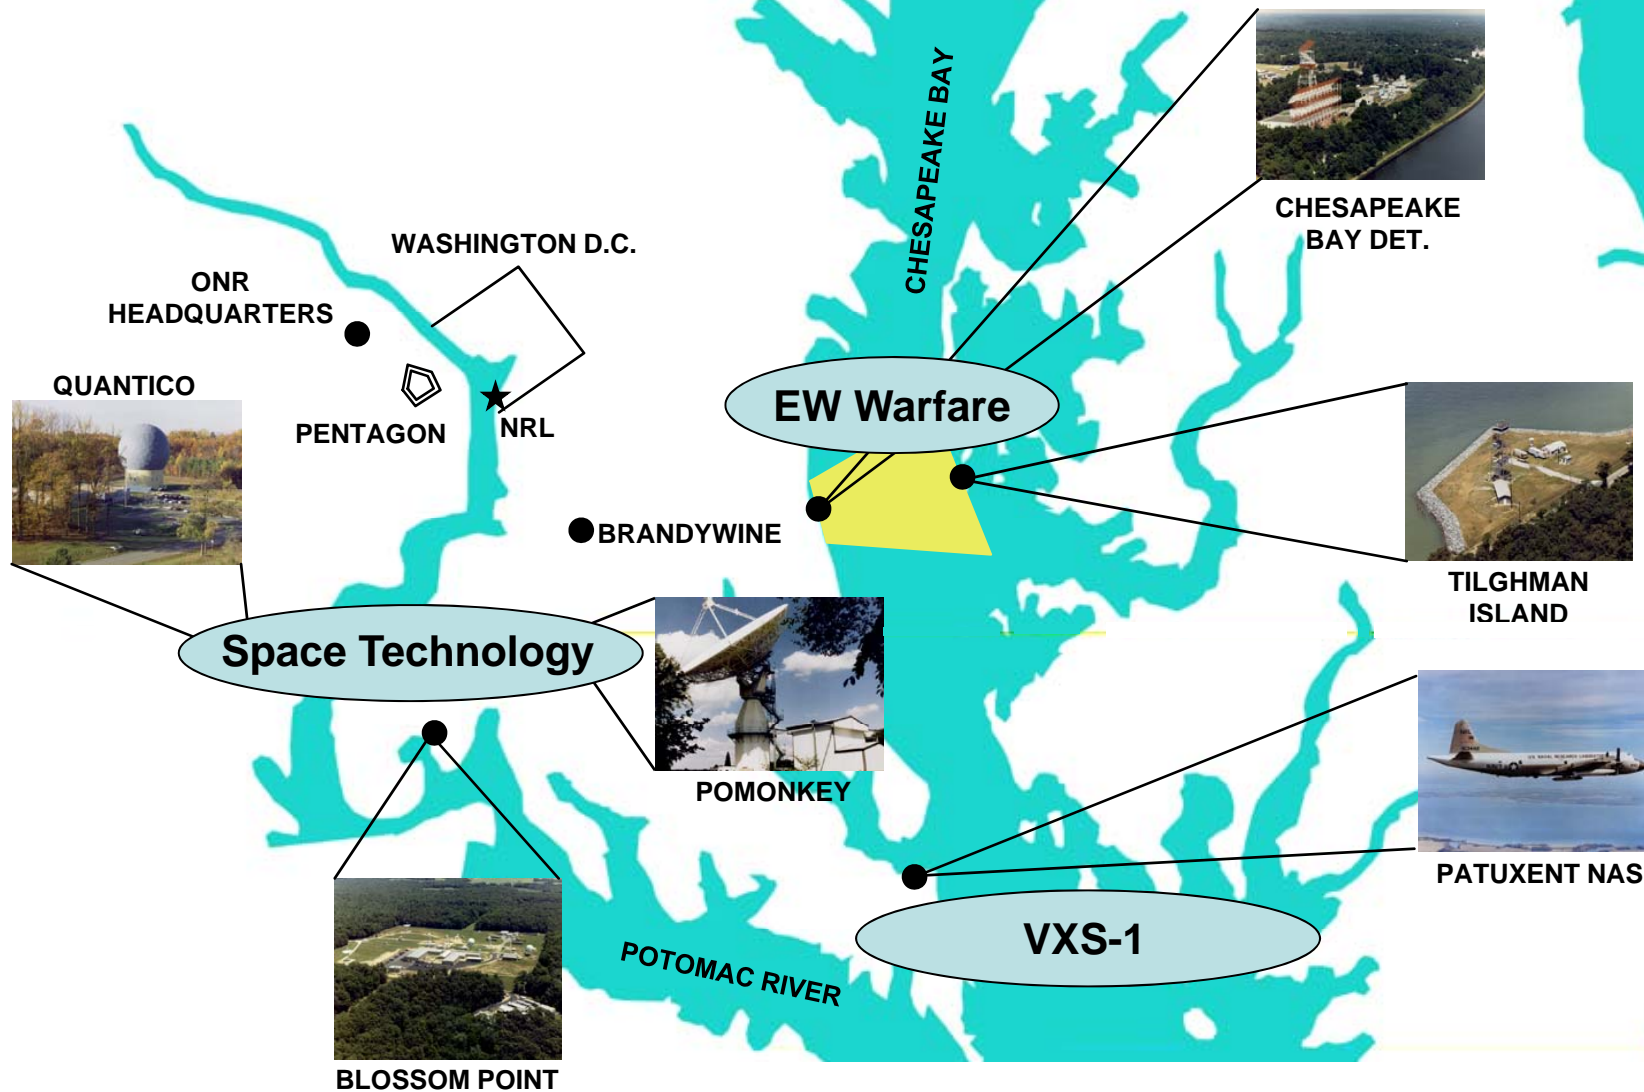 CHESAPEAKE BAY
CHESAPEAKE
BAY DET.
WASHINGTON D.C.
ONR
HEADQUARTERS
QUANTICO
PENTAGON
NRL
EW Warfare
BRANDYWINE
TILGHMAN
ISLAND
Space Technology
POMONKEY
PATUXENT NAS
VXS-1
POTOMAC RIVER
BLOSSOM POINT